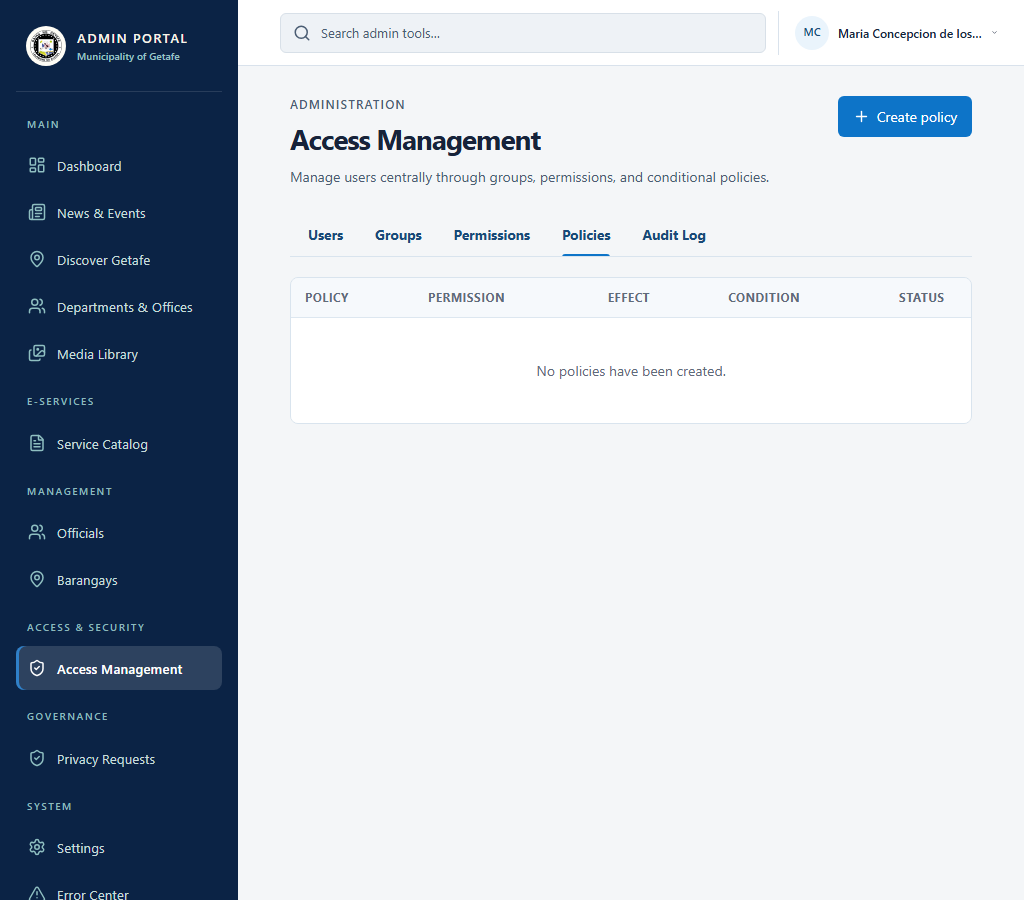 ADMIN PORTAL
Municipality of Getafe
MAIN
Dashboard
News & Events
Discover Getafe
Departments & Offices
Media Library
E-SERVICES
Service Catalog
MANAGEMENT
Officials
Barangays
ACCESS & SECURITY
Access Management
GOVERNANCE
Privacy Requests
SYSTEM
Settings
Error Center
Search admin tools...
MC
Maria Concepcion de los...
ADMINISTRATION
Access Management
Manage users centrally through groups, permissions, and conditional policies.
+ Create policy
Users Groups Permissions Policies Audit Log
POLICY PERMISSION EFFECT CONDITION STATUS
No policies have been created.